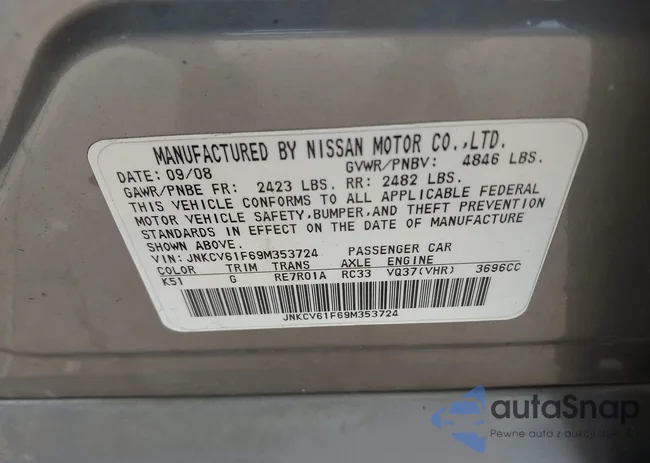 MANUFACTURED BY NISSAN MOTOR CO.,LTD.
DATE: 09/08 GVWR/PNBV: 4846 LBS.
GAWR/PNBE FR: 2423 LBS. RR: 2482 LBS.
THIS VEHICLE CONFORMS TO ALL APPLICABLE FEDERAL
MOTOR VEHICLE SAFETY,BUMPER,AND THEFT PREVENTION
STANDARDS IN EFFECT ON THE DATE OF MANUFACTURE
SHOWN ABOVE.
VIN: JNKCV61F69M353724 PASSENGER CAR
COLOR TRIM TRANS AXLE ENGINE
K51 G RE7R01A RC33 VQ37(VHR) 3696CC
JNKCV61F69M353724
autaSnap
Pewne auta z aukcji